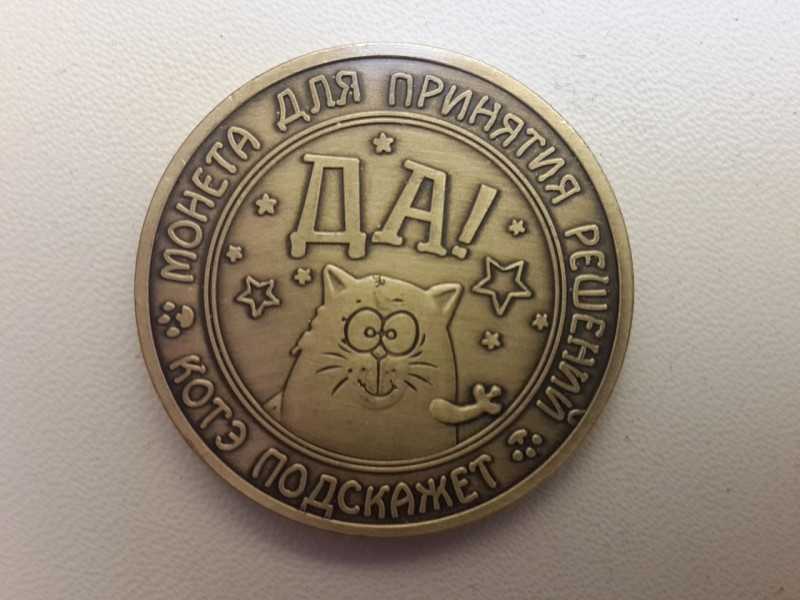 МОНЕТА ДЛЯ ПРИНЯТИЯ РЕШЕНИЙ
ДА!
КОТЭ ПОДСКАЖЕТ